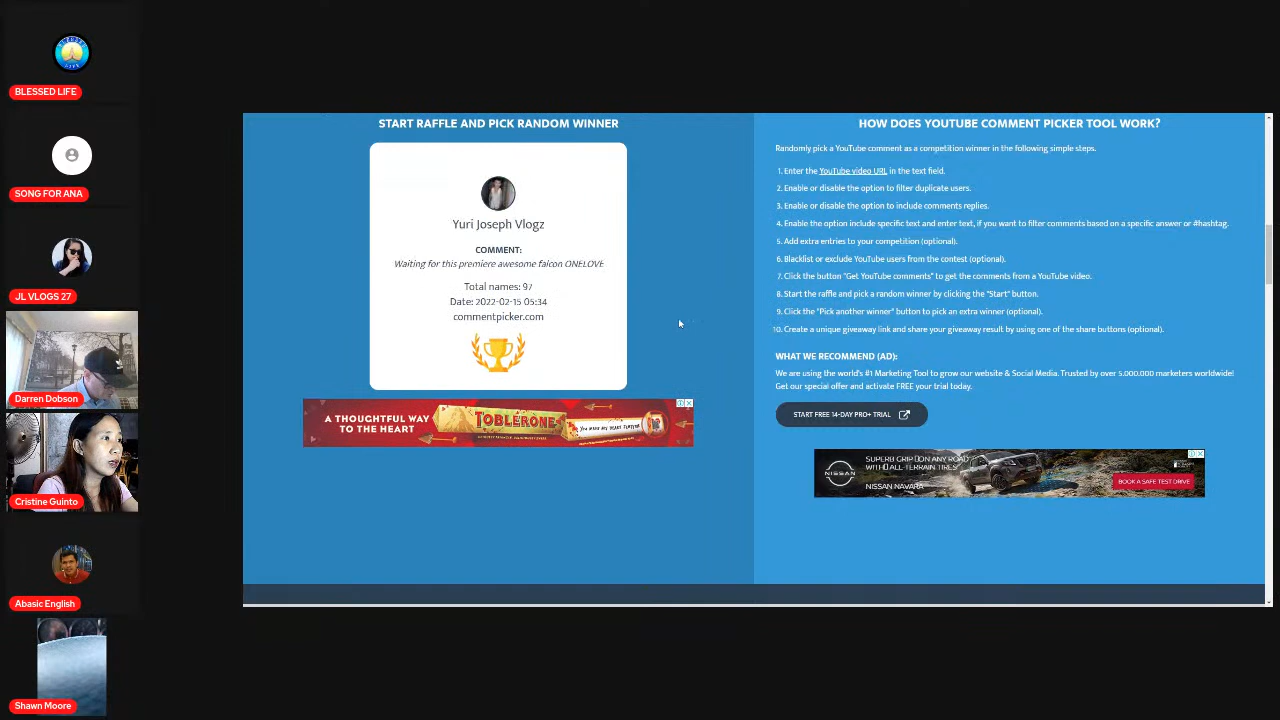 BLESSED LIFE
SONG FOR ANA
JL VLOGS 27
Darren Dobson
Cristine Guinto
Abasic English
Shawn Moore
START RAFFLE AND PICK RANDOM WINNER
Yuri Joseph Vlogz
COMMENT:
Waiting for this premiere awesome falcon ONELOVE
Total names: 97
Date: 2022-02-15 05:34
commentpicker.com
A THOUGHTFUL WAY
TO THE HEART
TOBLERONE
HOW DOES YOUTUBE COMMENT PICKER TOOL WORK?
Randomly pick a YouTube comment as a competition winner in the following simple steps.
1. Enter the YouTube video URL in the text field.
2. Enable or disable the option to filter duplicate users.
3. Enable or disable the option to include comments replies.
4. Enable the option include specific text and enter text, if you want to filter comments based on a specific answer or #hashtag.
5. Add extra entries to your competition (optional).
6. Blacklist or exclude YouTube users from the contest (optional).
7. Click the button "Get YouTube comments" to get the comments from a YouTube video.
8. Start the raffle and pick a random winner by clicking the "Start" button.
9. Click the "Pick another winner" button to pick an extra winner (optional).
10. Create a unique giveaway link and share your giveaway result by using one of the share buttons (optional).
WHAT WE RECOMMEND (AD):
We are using the world's #1 Marketing Tool to grow our website & Social Media. Trusted by over 5.000.000 marketers worldwide!
Get our special offer and activate FREE your trial today.
START FREE 14-DAY PRO+ TRIAL
NISSAN
SUPERB GRIP ON ANY ROAD
WITH ALL-TERRAIN TIRES
NISSAN NAVARA
BOOK A SAFE TEST DRIVE